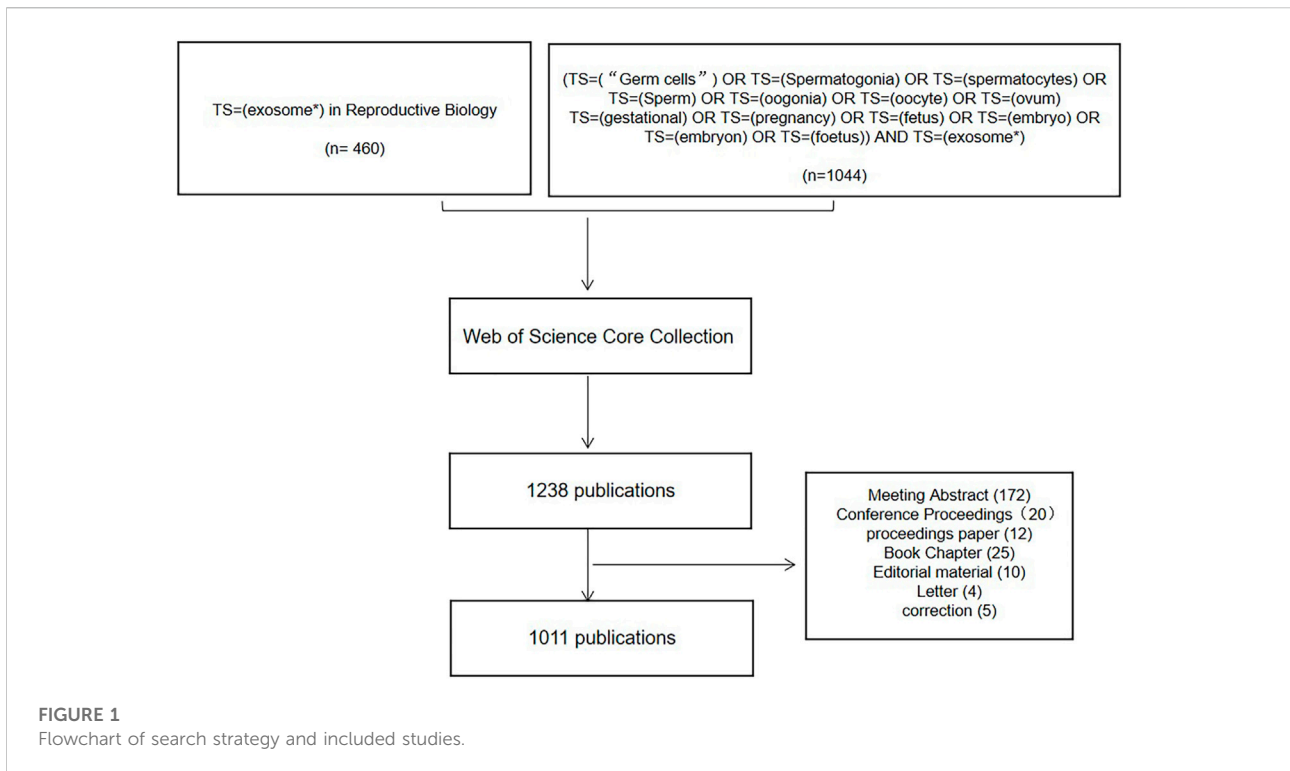 TS=(exosome*) in Reproductive Biology
(n= 460)
(TS=(“Germ cells”) OR TS=(Spermatogonia) OR TS=(spermatocytes) OR
TS=(Sperm) OR TS=(oogonia) OR TS=(oocyte) OR TS=(ovum)
TS=(gestational) OR TS=(pregnancy) OR TS=(fetus) OR TS=(embryo) OR
TS=(embryon) OR TS=(foetus)) AND TS=(exosome*)
(n=1044)
Web of Science Core Collection
1238 publications
Meeting Abstract (172)
Conference Proceedings（20）
proceedings paper (12)
Book Chapter (25)
Editorial material (10)
Letter (4)
correction (5)
1011 publications
FIGURE 1
Flowchart of search strategy and included studies.